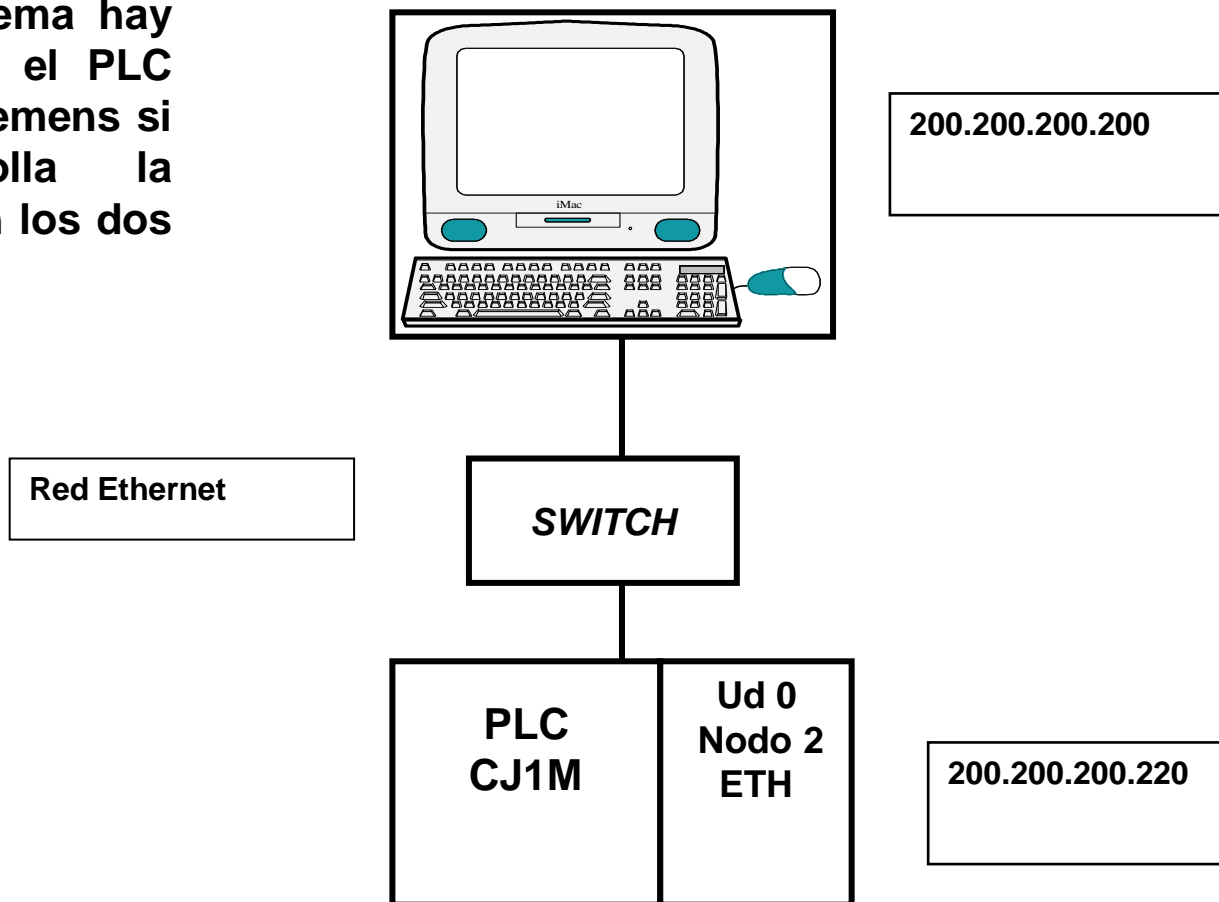 ema hay
el PLC
emens si
olla la
los dos
200.200.200.200
iMac
Red Ethernet
SWITCH
PLC
CJ1M
Ud 0
Nodo 2
ETH
200.200.200.220